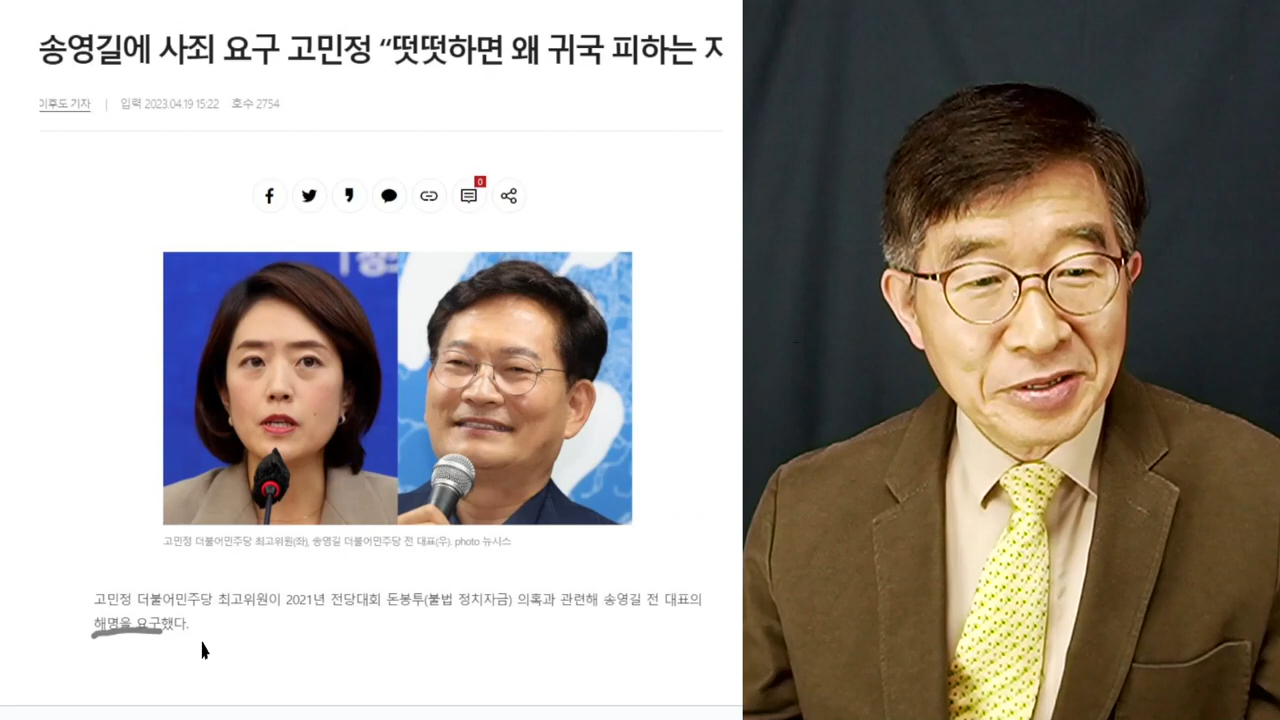 송영길에 사죄 요구 고민정 “떳떳하면 왜 귀국 피하는
이후도 기자 | 입력 2023.04.19 15:22 호수 2754
0
고민정 더불어민주당 최고위원(좌), 송영길 더불어민주당 전 대표(우). photo 뉴시스
고민정 더불어민주당 최고위원이 2021년 전당대회 돈봉투(불법 정치자금) 의혹과 관련해 송영길 전 대표의
해명을 요구했다.